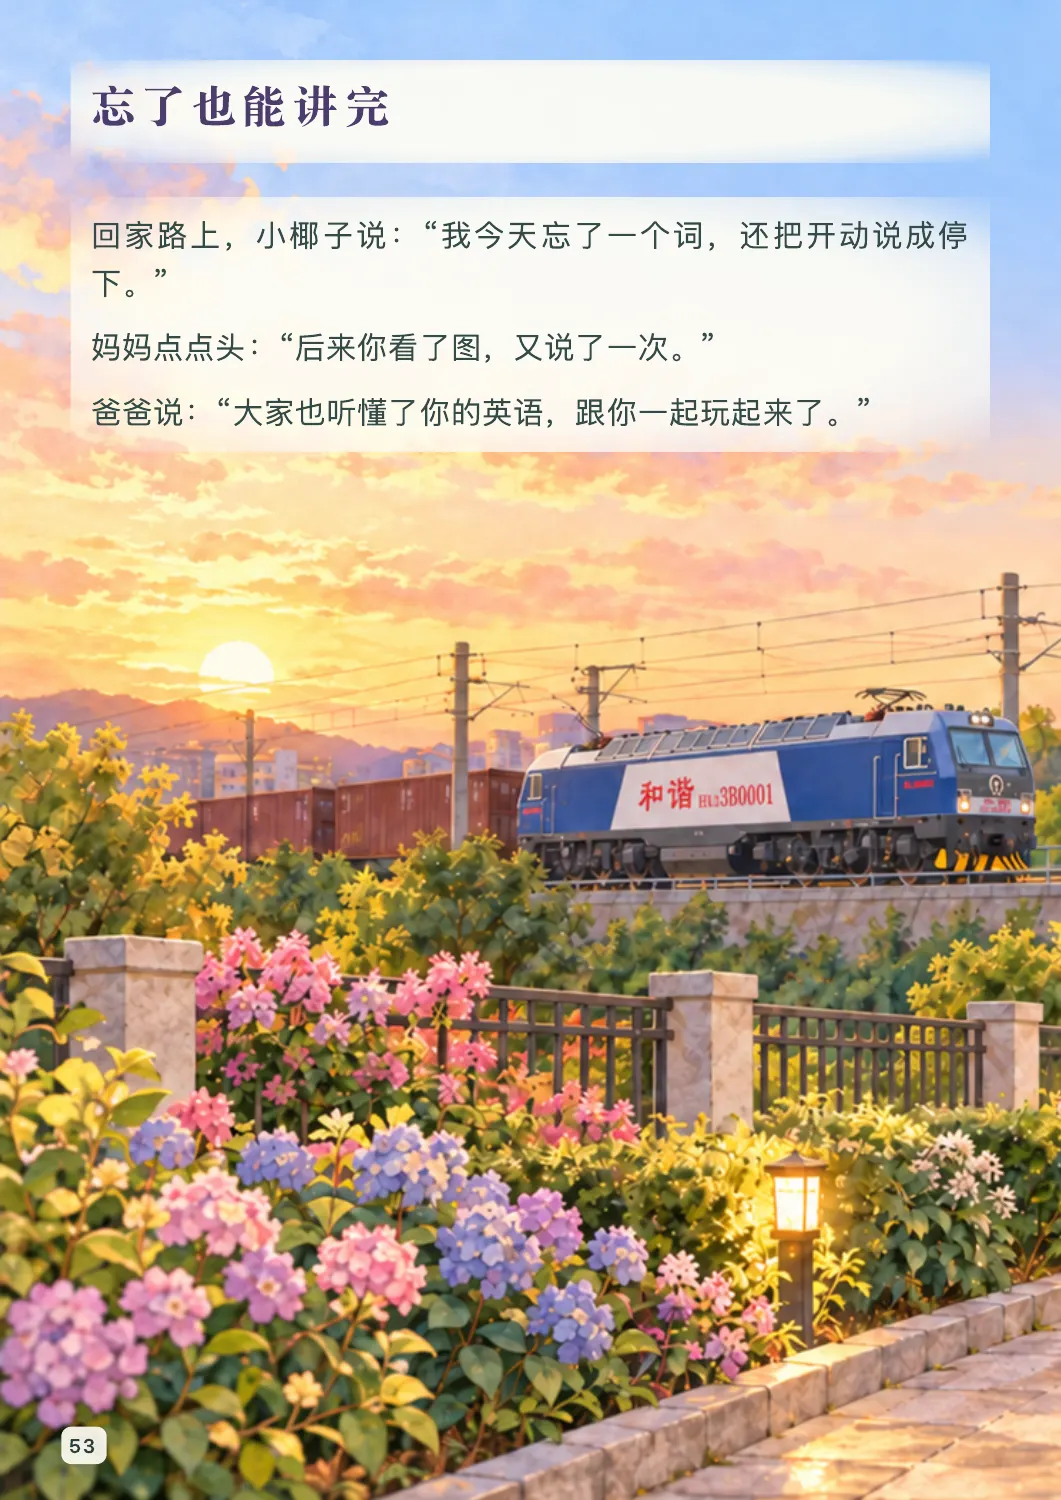 忘了也能讲完
回家路上，小椰子说：“我今天忘了一个词，还把开动说成停
下。”
妈妈点点头：“后来你看了图，又说了一次。”
爸爸说：“大家也听懂了你的英语，跟你一起玩起来了。”
和谐 HXD3B0001
53